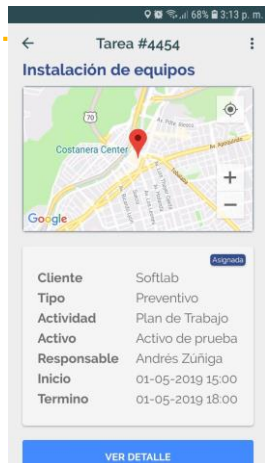 68% 3:13 p. m.
Tarea #4454
Instalación de equipos
70
Costanera Center
Google
+
−
Asignada
Cliente Softlab
Tipo Preventivo
Actividad Plan de Trabajo
Activo Activo de prueba
Responsable Andrés Zúñiga
Inicio 01-05-2019 15:00
Termino 01-05-2019 18:00
VER DETALLE